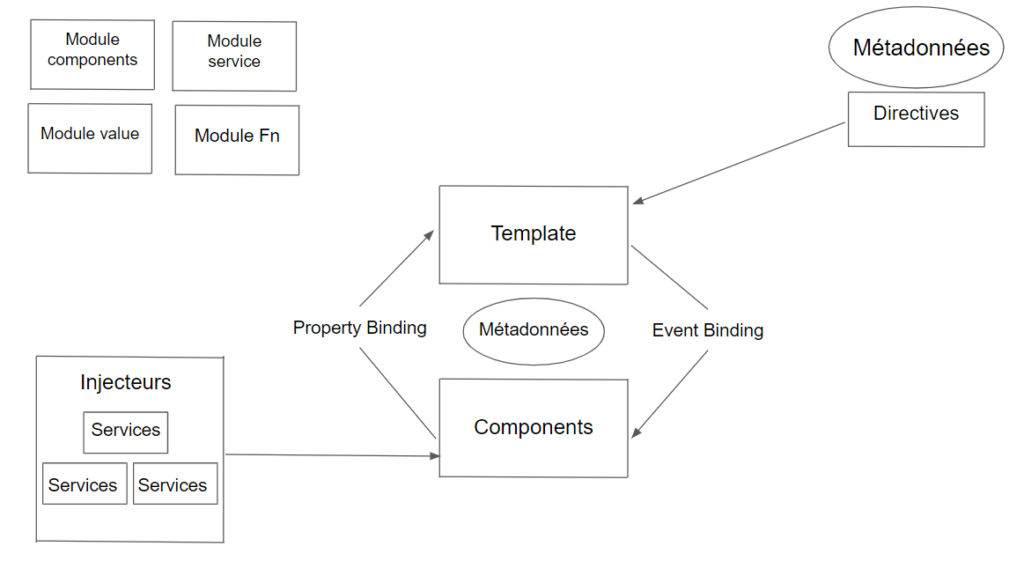 Module
components
Module
service
Métadonnées
Directives
Module value
Module Fn
Template
Property Binding
Métadonnées
Event Binding
Injecteurs
Services
Services
Services
Components